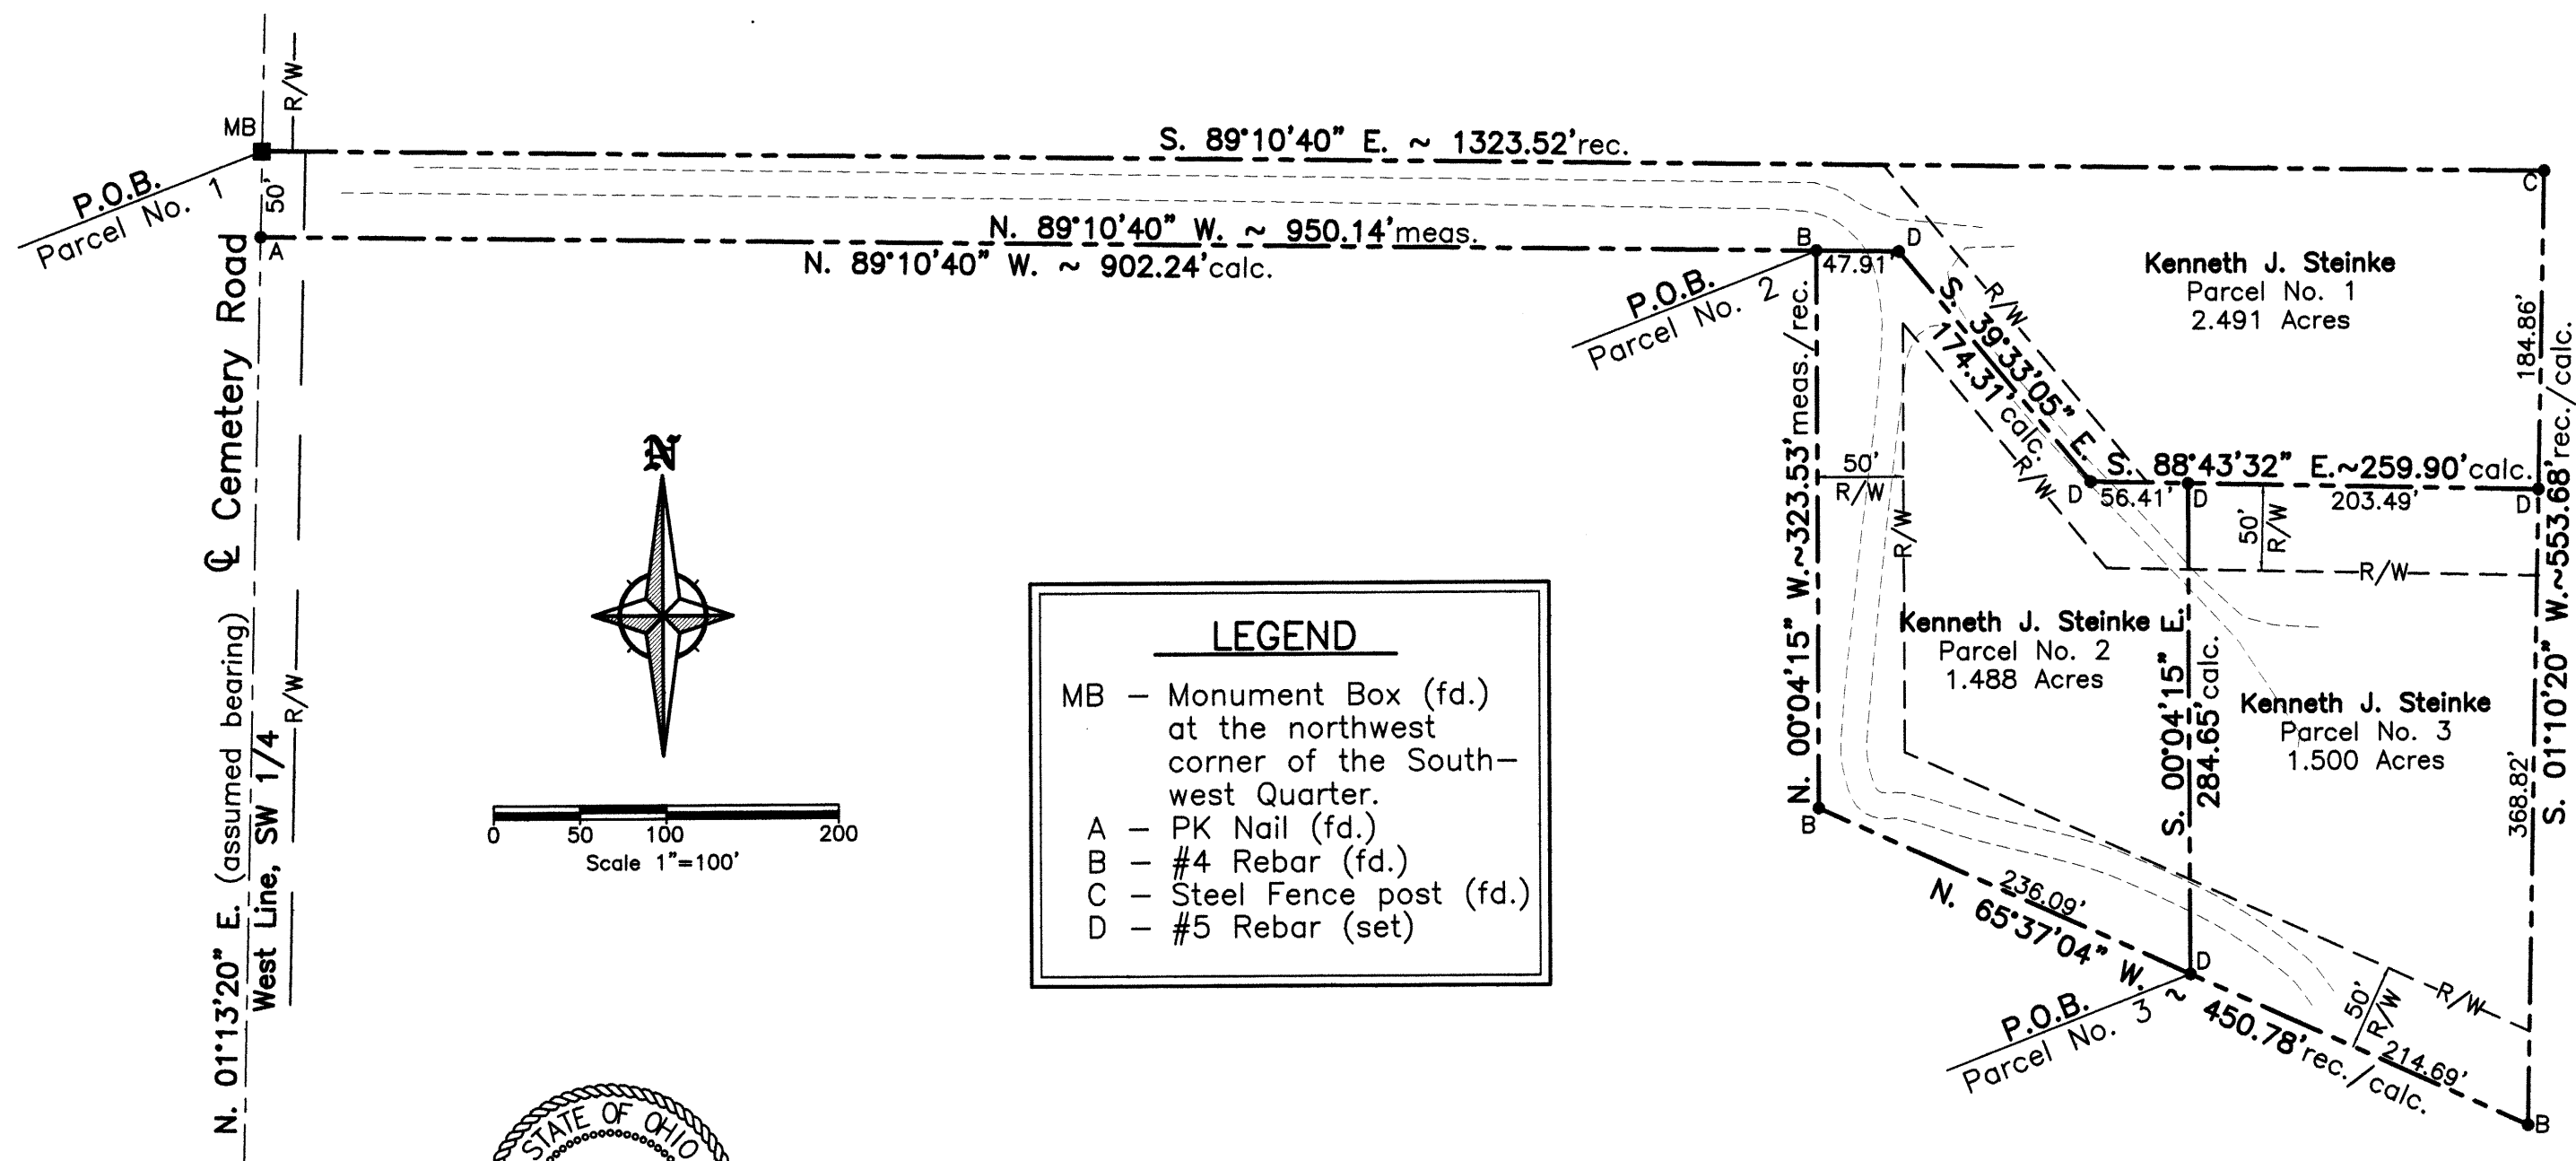 R/W
MB
P.O.B.
Parcel No. 1
50'
A
S. 89°10'40" E. ~ 1323.52'rec.
N. 89°10'40" W. ~ 950.14'meas.
N. 89°10'40" W. ~ 902.24'calc.
B
47.91'
D
C
P.O.B.
Parcel No. 2
R/W
S. 39°33'05" E.
174.31' calc.
R/W
Kenneth J. Steinke
Parcel No. 1
2.491 Acres
184.86'
S. 01°10'20" W.~553.68'rec./calc.
N. 00°04'15" W.~323.53'meas./rec.
50'
R/W
R/W
S. 88°43'32" E.~259.90'calc.
D
56.41'
D
203.49'
D
50'
R/W
R/W
℄ Cemetery Road
N. 01°13'20" E. (assumed bearing)
West Line, SW 1/4
R/W
N
0 50 100 200
Scale 1"=100'
LEGEND
MB – Monument Box (fd.)
at the northwest
corner of the South–
west Quarter.
A – PK Nail (fd.)
B – #4 Rebar (fd.)
C – Steel Fence post (fd.)
D – #5 Rebar (set)
Kenneth J. Steinke
Parcel No. 2
1.488 Acres
S. 00°04'15" E.
284.65'calc.
Kenneth J. Steinke
Parcel No. 3
1.500 Acres
368.82'
B
236.09'
N. 65°37'04" W. ~ 450.78'rec./calc.
D
P.O.B.
Parcel No. 3
50'
R/W
R/W
214.69'
B
STATE OF OHIO